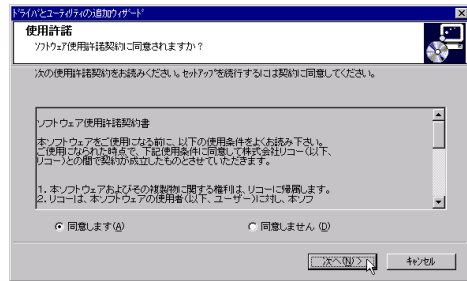 ﾄﾞﾗｲﾊﾞとﾕｰﾃｨﾘﾃｨの追加ｳｨｻﾞｰﾄﾞ
使用許諾
ｿﾌﾄｳｪｱ使用許諾契約に同意されますか？
次の使用許諾契約をお読みください。ｾｯﾄｱｯﾌﾟを続行するには契約に同意してください。
ソフトウェア使用許諾契約書
本ソフトウェアをご使用になる前に、以下の使用条件をよくお読み下さい。
ご使用になられた時点で、下記使用条件に同意して株式会社リコー（以下、
リコー）との間で契約が成立したものとさせていただきます。
1. 本ソフトウェアおよびその複製物に関する権利は、リコーに帰属します。
2. リコーは、本ソフトウェアの使用者（以下、ユーザー）に対し、本ソフ
同意します(A) 同意しません (D)
次へ(N) > ｷｬﾝｾﾙ